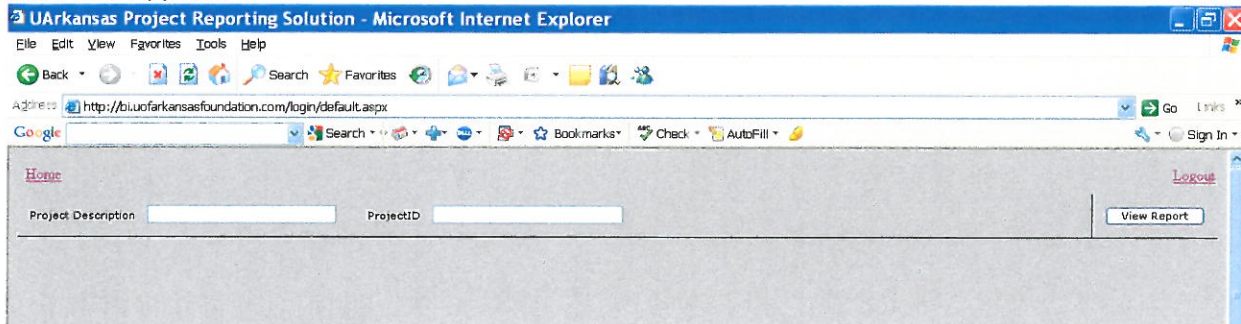 UArkansas Project Reporting Solution - Microsoft Internet Explorer
File Edit View Favorites Tools Help
Back Search Favorites
Address http://bi.uofarkansasfoundation.com/login/default.aspx Go Links »
Google Search Bookmarks Check AutoFill Sign In
Home Logout
Project Description ProjectID View Report